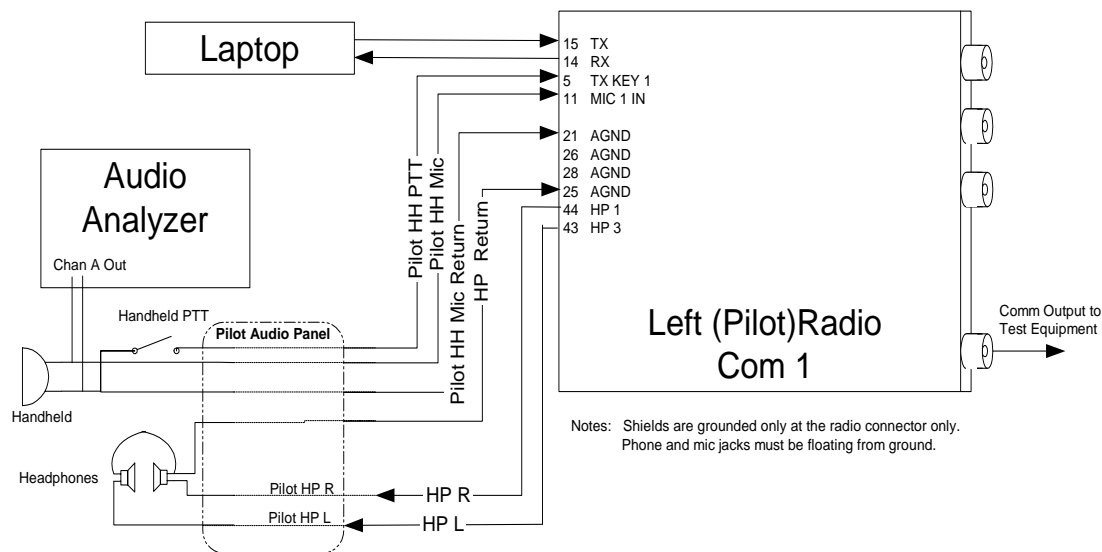 Laptop
15 TX
14 RX
5 TX KEY 1
11 MIC 1 IN
21 AGND
26 AGND
28 AGND
25 AGND
44 HP 1
43 HP 3
Audio
Analyzer
Chan A Out
Pilot HH PTT
Pilot HH Mic
Pilot HH Mic Return
HP Return
Handheld PTT
Pilot Audio Panel
Left (Pilot)Radio
Com 1
Comm Output to
Test Equipment
Handheld
Notes: Shields are grounded only at the radio connector only.
Phone and mic jacks must be floating from ground.
Headphones
Pilot HP R
HP R
Pilot HP L
HP L